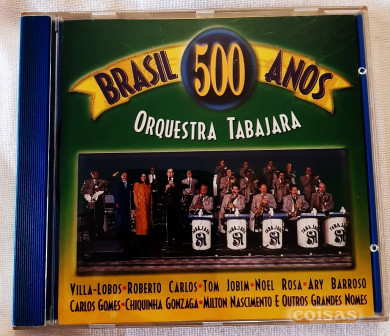 BRASIL 500 ANOS
ORQUESTRA TABAJARA
VILLA-LOBOS • ROBERTO CARLOS • TOM JOBIM • NOEL ROSA • ARY BARROSO
CARLOS GOMES • CHIQUINHA GONZAGA • MILTON NASCIMENTO E OUTROS GRANDES NOMES
coisas